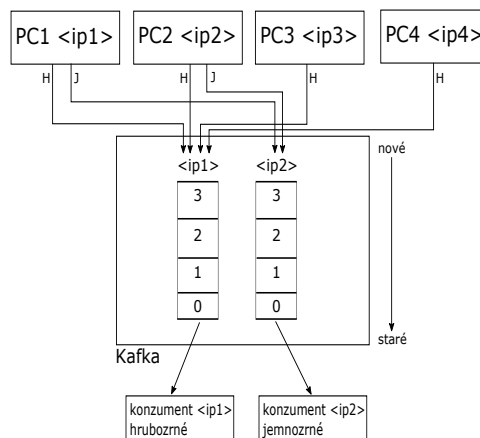 PC1 <ip1>
PC2 <ip2>
PC3 <ip3>
PC4 <ip4>
H
J
H
J
H
H
<ip1>
<ip2>
nové
3
3
2
2
1
1
0
0
staré
Kafka
konzument <ip1>
hrubozrné
konzument <ip2>
jemnozrné